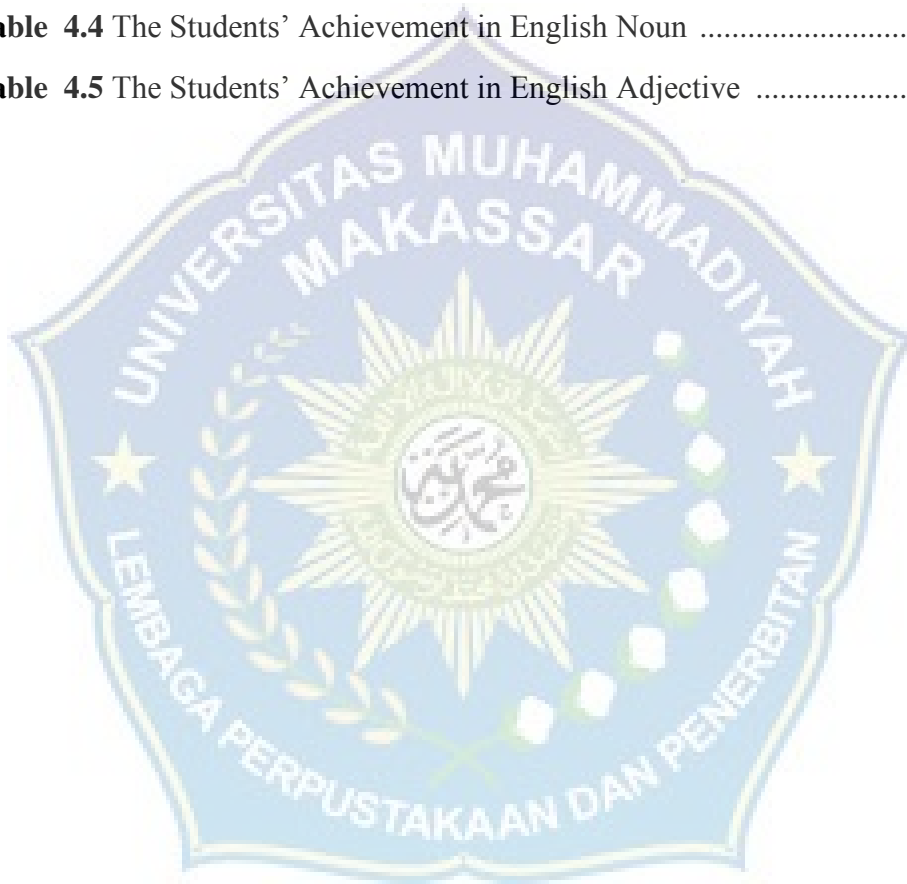 able 4.4 The Students’ Achievement in English Noun ..........................
able 4.5 The Students’ Achievement in English Adjective ...................
UNIVERSITAS MUHAMMADIYAH
MAKASSAR
LEMBAGA PERPUSTAKAAN DAN PENERBITAN